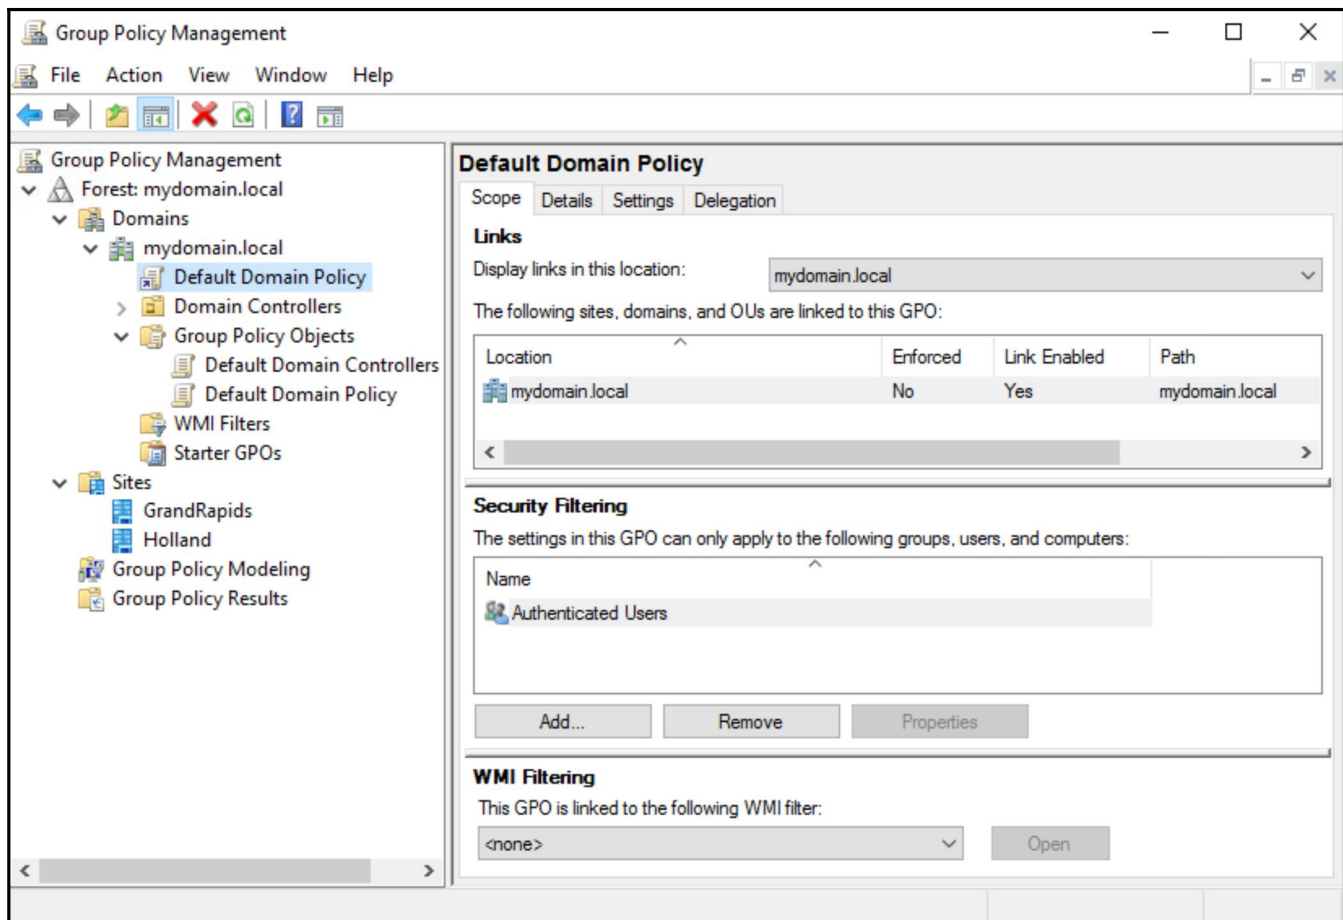 Group Policy Management
File Action View Window Help
Group Policy Management
Forest: mydomain.local
Domains
mydomain.local
Default Domain Policy
Domain Controllers
Group Policy Objects
Default Domain Controllers
Default Domain Policy
WMI Filters
Starter GPOs
Sites
GrandRapids
Holland
Group Policy Modeling
Group Policy Results
Default Domain Policy
Scope Details Settings Delegation
Links
Display links in this location: mydomain.local
The following sites, domains, and OUs are linked to this GPO:
Location Enforced Link Enabled Path
mydomain.local No Yes mydomain.local
Security Filtering
The settings in this GPO can only apply to the following groups, users, and computers:
Name
Authenticated Users
Add... Remove Properties
WMI Filtering
This GPO is linked to the following WMI filter:
<none> Open